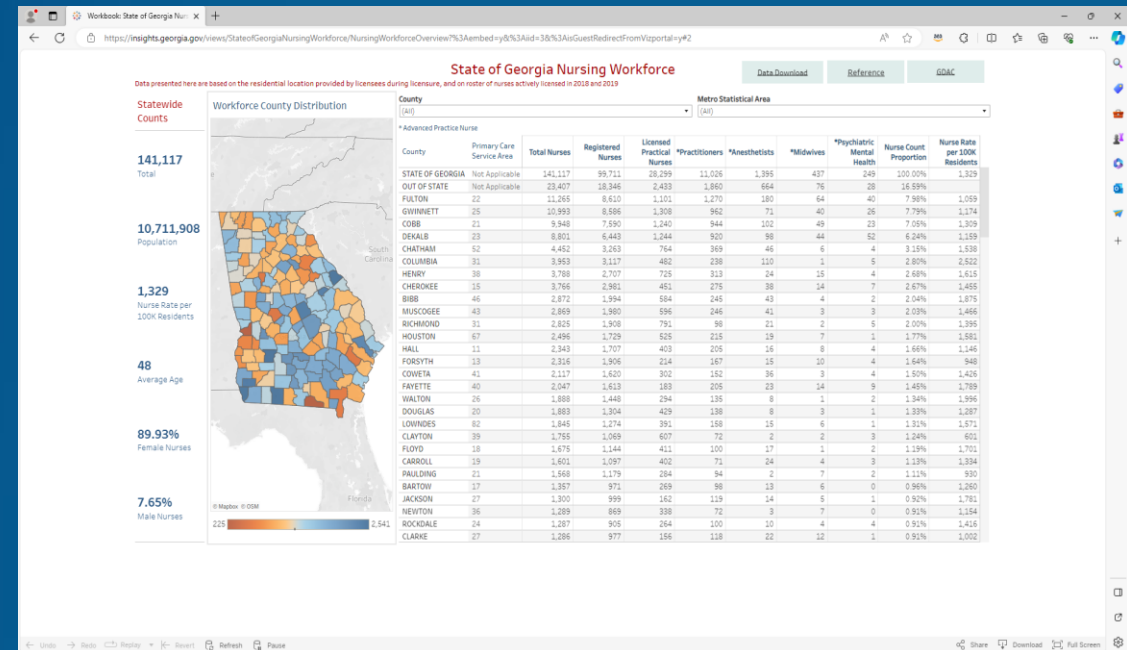 Workbook: State of Georgia Nurs
https://insights.georgia.gov/views/StateofGeorgiaNursingWorkforce/NursingWorkforceOverview?%3Aembed=y&%3Aiid=3&%3AisGuestRedirectFromVizportal=y#2
State of Georgia Nursing Workforce
Data Download
Reference
GDAC
Data presented here are based on the residential location provided by licensees during licensure, and on roster of nurses actively licensed in 2018 and 2019
Statewide
Counts
141,117
Total
10,711,908
Population
1,329
Nurse Rate per
100K Residents
48
Average Age
89.93%
Female Nurses
7.65%
Male Nurses
Workforce County Distribution
South
Carolina
Florida
© Mapbox © OSM
225 2,541
County
(All)
Metro Statistical Area
(All)
* Advanced Practice Nurse
County Primary Care Service Area Total Nurses Registered Nurses Licensed Practical Nurses *Practitioners *Anesthetists *Midwives *Psychiatric Mental Health Nurse Count Proportion Nurse Rate per 100K Residents
STATE OF GEORGIA Not Applicable 141,117 99,711 28,299 11,026 1,395 437 249 100.00% 1,329
OUT OF STATE Not Applicable 23,407 18,346 2,433 1,860 664 76 28 16.59%
FULTON 22 11,265 8,610 1,101 1,270 180 64 40 7.98% 1,059
GWINNETT 25 10,993 8,586 1,308 962 71 40 26 7.79% 1,174
COBB 21 9,948 7,590 1,240 944 102 49 23 7.05% 1,309
DEKALB 23 8,801 6,443 1,244 920 98 44 52 6.24% 1,159
CHATHAM 52 4,452 3,263 764 369 46 6 4 3.15% 1,538
COLUMBIA 31 3,953 3,117 482 238 110 1 5 2.80% 2,522
HENRY 38 3,788 2,707 725 313 24 15 4 2.68% 1,615
CHEROKEE 15 3,766 2,981 451 275 38 14 7 2.67% 1,455
BIBB 46 2,872 1,994 584 245 43 4 2 2.04% 1,875
MUSCOGEE 43 2,869 1,980 596 246 41 3 3 2.03% 1,466
RICHMOND 31 2,825 1,908 791 98 21 2 5 2.00% 1,395
HOUSTON 67 2,496 1,729 525 215 19 7 1 1.77% 1,581
HALL 11 2,343 1,707 403 205 16 8 4 1.66% 1,146
FORSYTH 13 2,316 1,906 214 167 15 10 4 1.64% 948
COWETA 41 2,117 1,620 302 152 36 3 4 1.50% 1,426
FAYETTE 40 2,047 1,613 183 205 23 14 9 1.45% 1,789
WALTON 26 1,888 1,448 294 135 8 1 2 1.34% 1,996
DOUGLAS 20 1,883 1,304 429 138 8 3 1 1.33% 1,287
LOWNDES 82 1,845 1,274 391 158 15 6 1 1.31% 1,571
CLAYTON 39 1,755 1,069 607 72 2 2 3 1.24% 601
FLOYD 18 1,675 1,144 411 100 17 1 2 1.19% 1,701
CARROLL 19 1,601 1,097 402 71 24 4 3 1.13% 1,334
PAULDING 21 1,568 1,179 284 94 2 7 2 1.11% 930
BARTOW 17 1,357 971 269 98 13 6 0 0.96% 1,260
JACKSON 27 1,300 999 162 119 14 5 1 0.92% 1,781
NEWTON 36 1,289 869 338 72 3 7 0 0.91% 1,154
ROCKDALE 24 1,287 905 264 100 10 4 4 0.91% 1,416
CLARKE 27 1,286 977 156 118 22 12 1 0.91% 1,002
Undo Redo Replay Revert Refresh Pause Share Download Full Screen